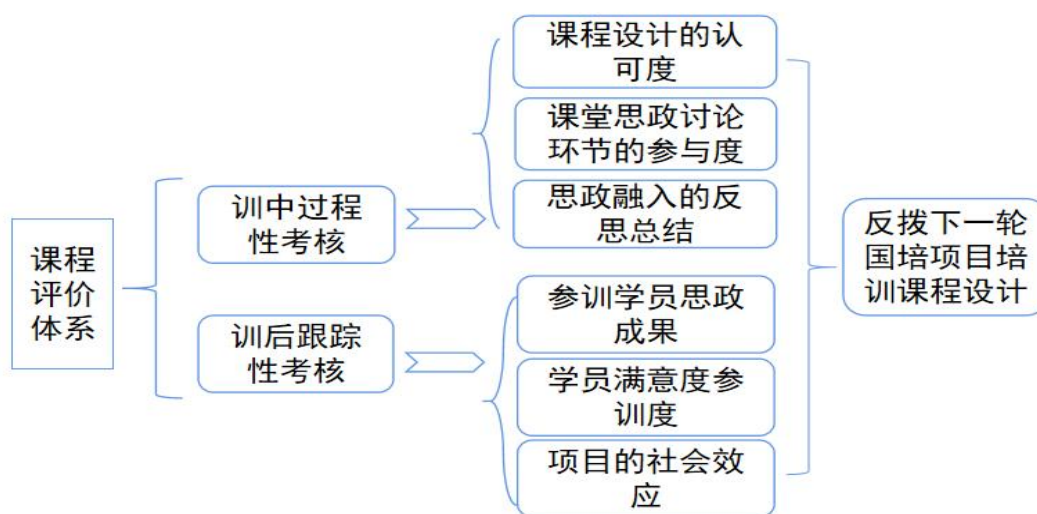 课程
评价
体系
训中过程
性考核
训后跟踪
性考核
课程设计的认
可度
课堂思政讨论
环节的参与度
思政融入的反
思总结
参训学员思政
成果
学员满意度参
训度
项目的社会效
应
反拨下一轮
国培项目培
训课程设计